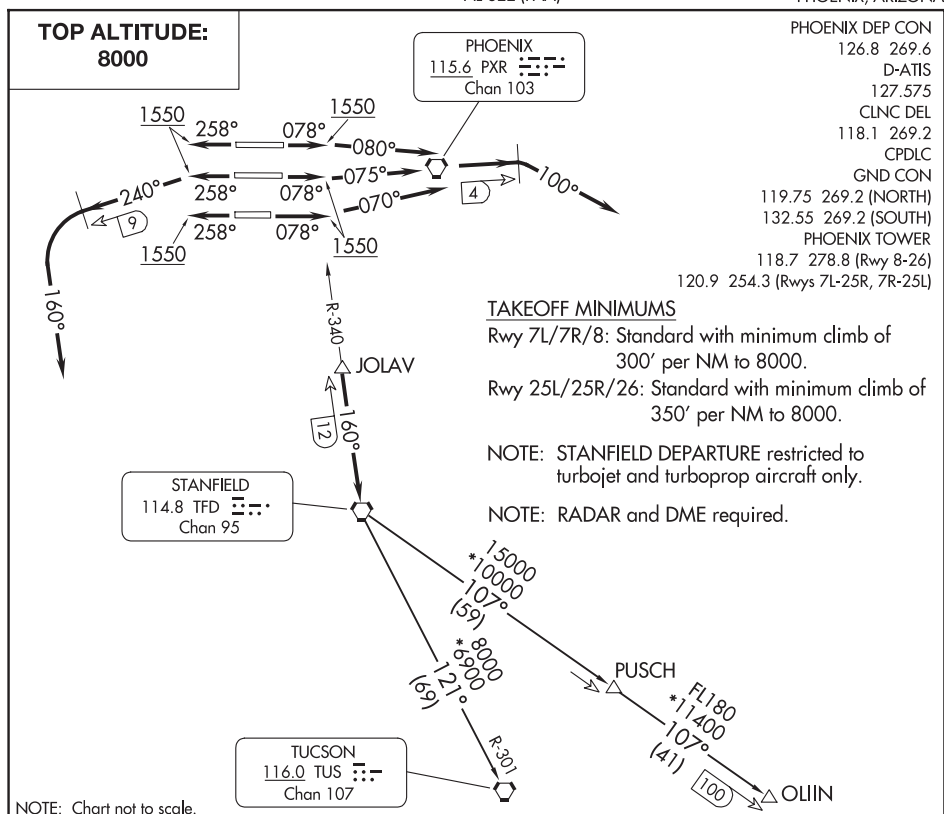 PHOENIX, ARIZONA
TOP ALTITUDE:
8000
PHOENIX
115.6 PXR
Chan 103
PHOENIX DEP CON
126.8 269.6
D-ATIS
127.575
CLNC DEL
118.1 269.2
CPDLC
GND CON
119.75 269.2 (NORTH)
132.55 269.2 (SOUTH)
PHOENIX TOWER
118.7 278.8 (Rwy 8-26)
120.9 254.3 (Rwys 7L-25R, 7R-25L)
1550
1550
258°
078°
080°
240°
258°
078°
075°
4
100°
9
258°
078°
070°
1550
1550
160°
R-340
JOLAV
12
160°
TAKEOFF MINIMUMS
Rwy 7L/7R/8: Standard with minimum climb of
300' per NM to 8000.
Rwy 25L/25R/26: Standard with minimum climb of
350' per NM to 8000.
NOTE: STANFIELD DEPARTURE restricted to
turbojet and turboprop aircraft only.
NOTE: RADAR and DME required.
STANFIELD
114.8 TFD
Chan 95
15000
*10000
107°
(59)
8000
*6900
121°
(69)
PUSCH
FL180
*11400
107°
(41)
100
OLIIN
R-301
TUCSON
116.0 TUS
Chan 107
NOTE: Chart not to scale.